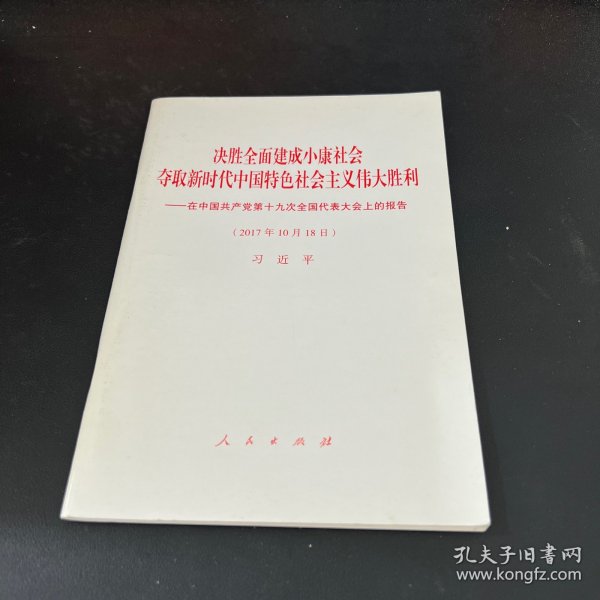 决胜全面建成小康社会
夺取新时代中国特色社会主义伟大胜利
——在中国共产党第十九次全国代表大会上的报告
（2017年10月18日）
习近平
人民出版社
孔夫子旧书网
www.kongfz.com